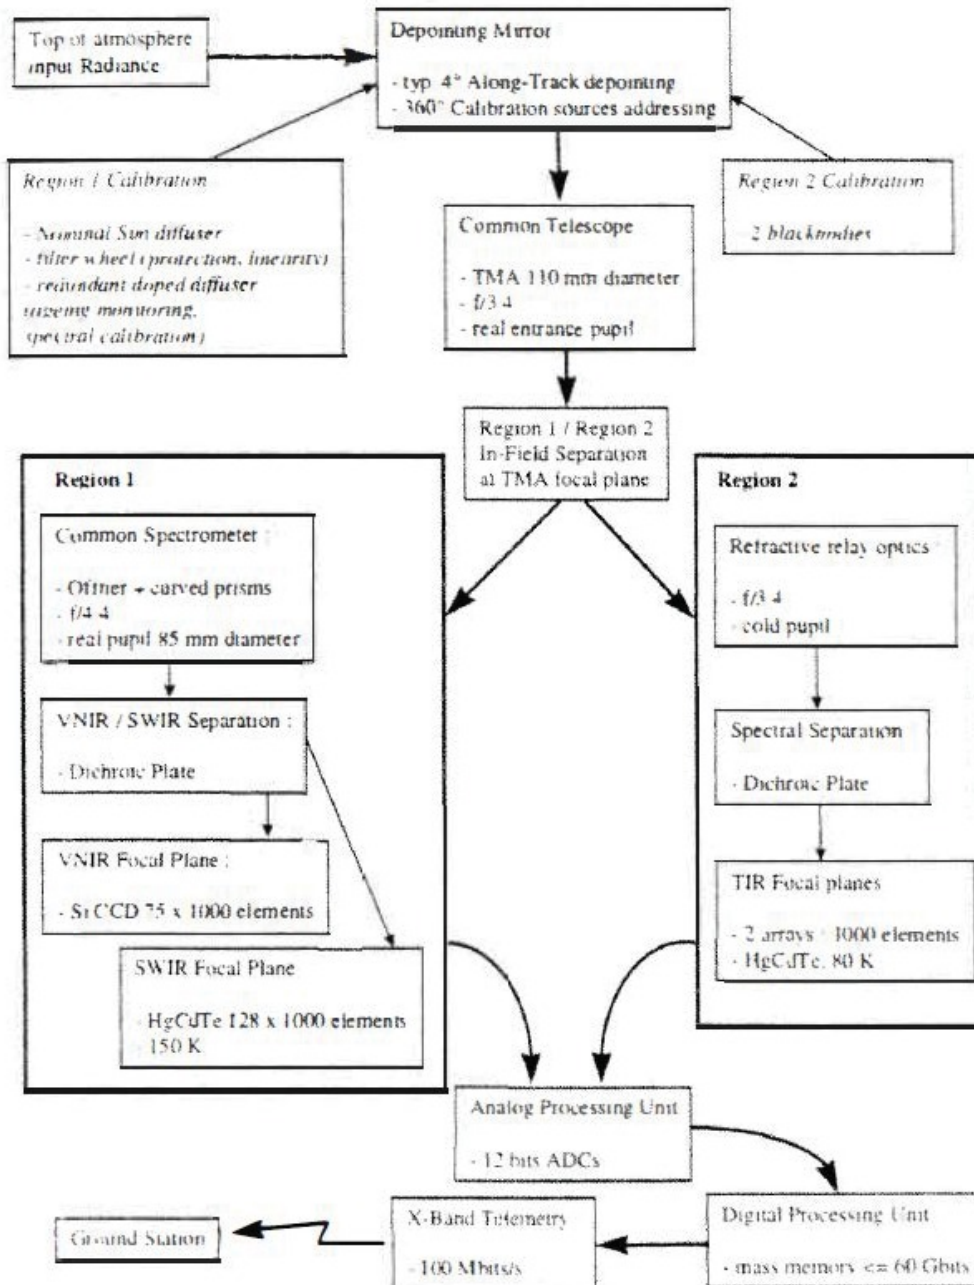 Top of atmosphere
input Radiance
Depointing Mirror
- typ. 4° Along-Track depointing
- 360° Calibration sources addressing
Region 1 Calibration
- Nominal Sun diffuser
- filter wheel (protection, linearity)
- redundant doped diffuser
(ageing monitoring,
spectral calibration)
Common Telescope
- TMA 110 mm diameter
- f/3.4
- real entrance pupil
Region 2 Calibration
- 2 blackbodies
Region 1 / Region 2
In-Field Separation
at TMA focal plane
Region 1
Common Spectrometer :
- Offner + curved prisms
- f/4.4
- real pupil 85 mm diameter
VNIR / SWIR Separation :
- Dichroic Plate
VNIR Focal Plane :
- Si CCD 75 x 1000 elements
SWIR Focal Plane
- HgCdTe 128 x 1000 elements
- 150 K
Region 2
Refractive relay optics
- f/3.4
- cold pupil
Spectral Separation
- Dichroic Plate
TIR Focal planes
- 2 arrays : 1000 elements
- HgCdTe, 80 K
Analog Processing Unit
- 12 bits ADCs
Digital Processing Unit
- mass memory <= 60 Gbits
X-Band Telemetry
- 100 Mbits/s
Ground Station